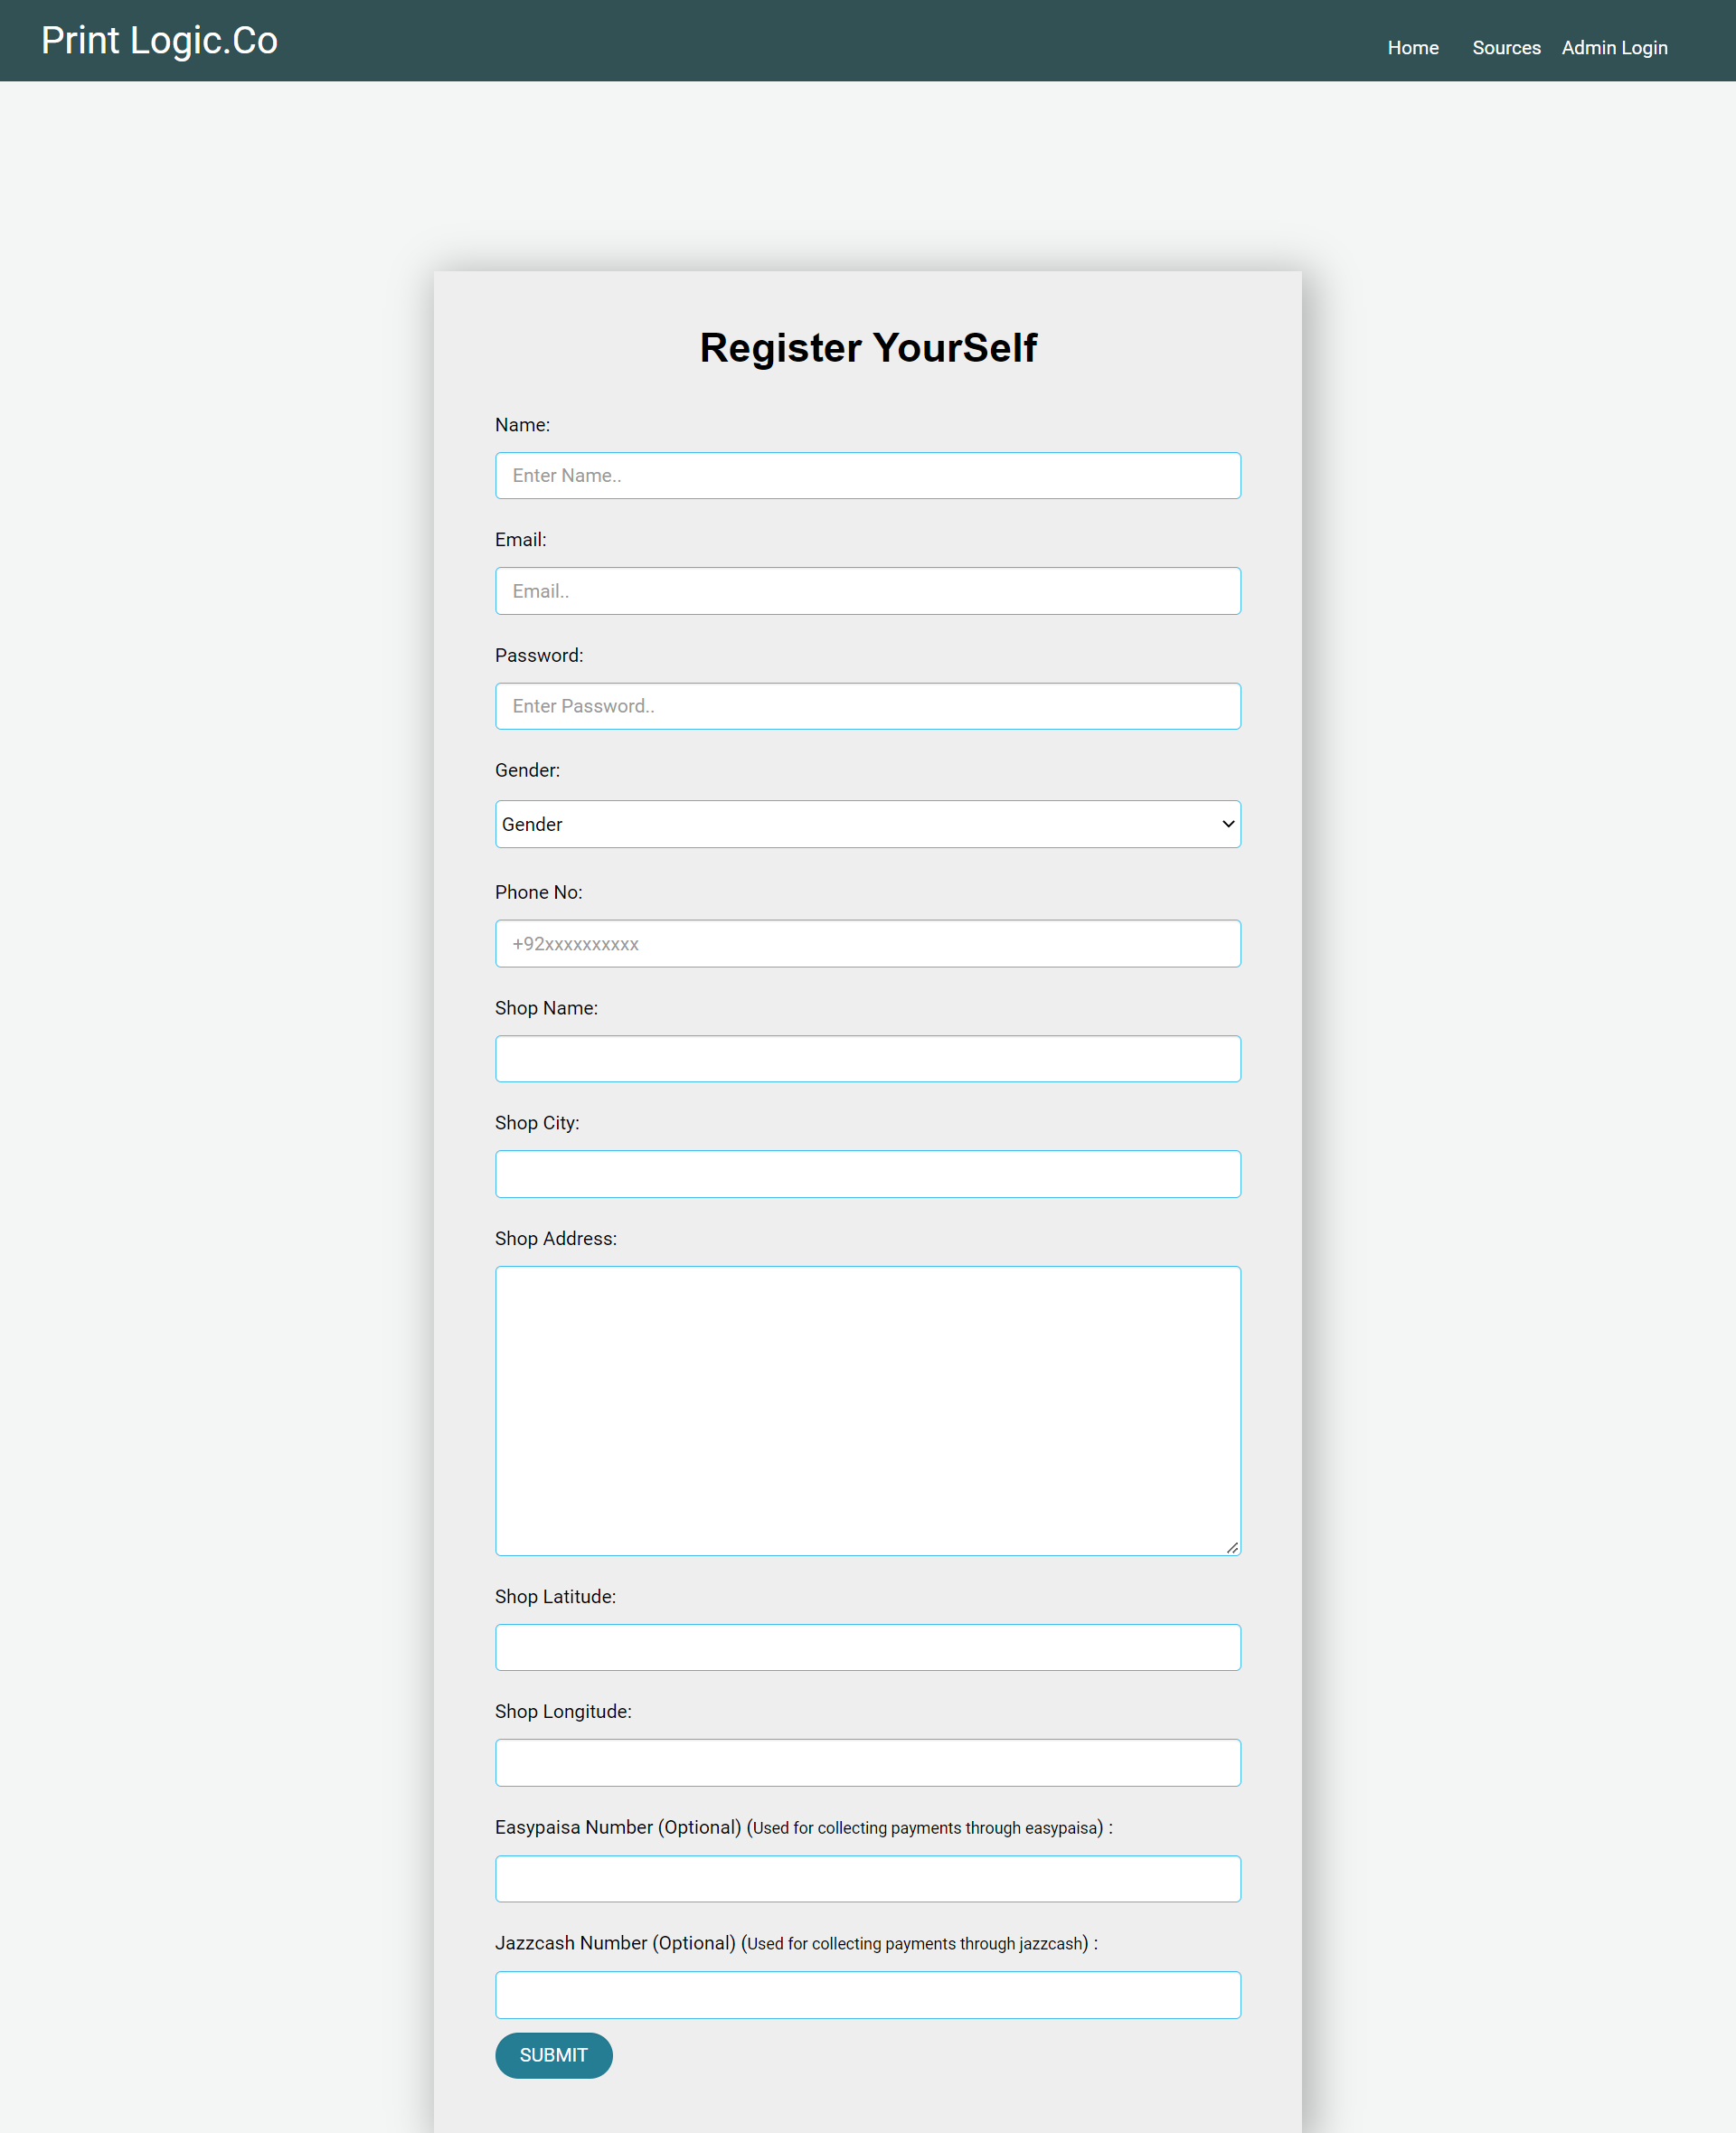 Print Logic.Co
Home Sources Admin Login
Register YourSelf
Name:
Enter Name..
Email:
Email..
Password:
Enter Password..
Gender:
Gender
Phone No:
+92xxxxxxxxxx
Shop Name:
Shop City:
Shop Address:
Shop Latitude:
Shop Longitude:
Easypaisa Number (Optional) (Used for collecting payments through easypaisa) :
Jazzcash Number (Optional) (Used for collecting payments through jazzcash) :
SUBMIT